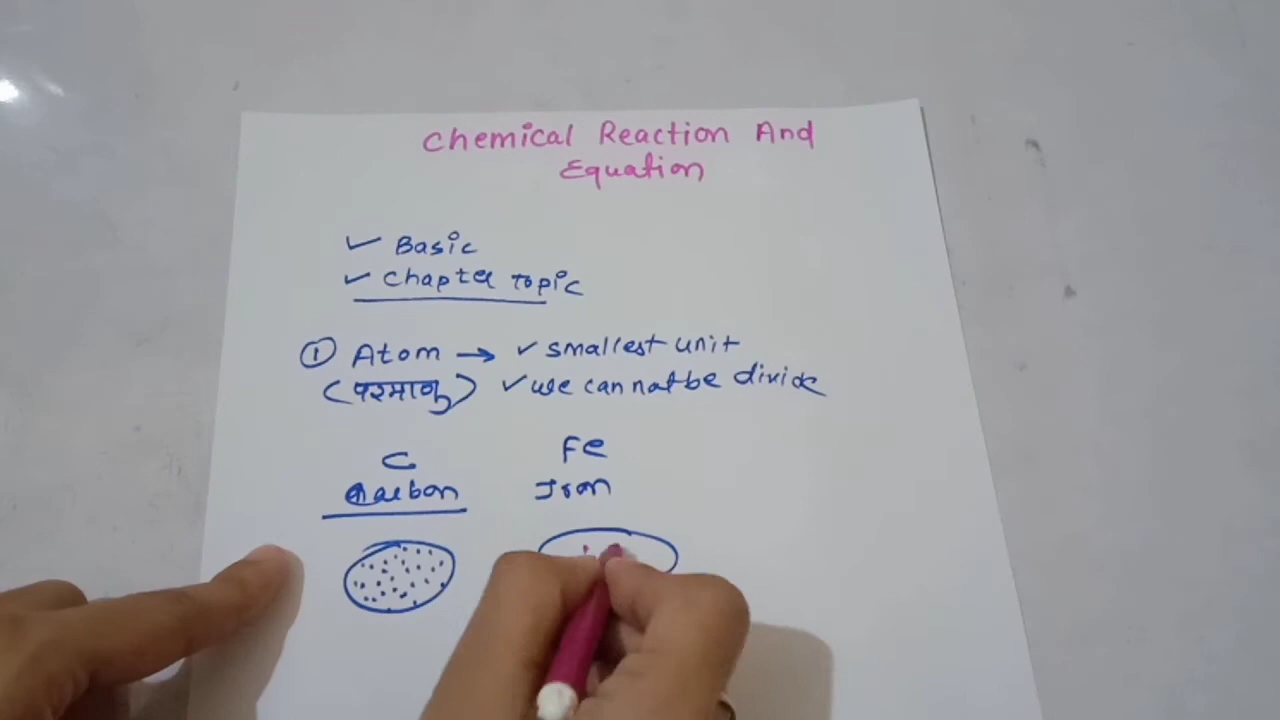 Chemical Reaction And
Equation
✓ Basic
✓ Chapter topic
① Atom → ✓ smallest unit
(परमाणु) ✓ we can not be divide
C Fe
Carbon Iron